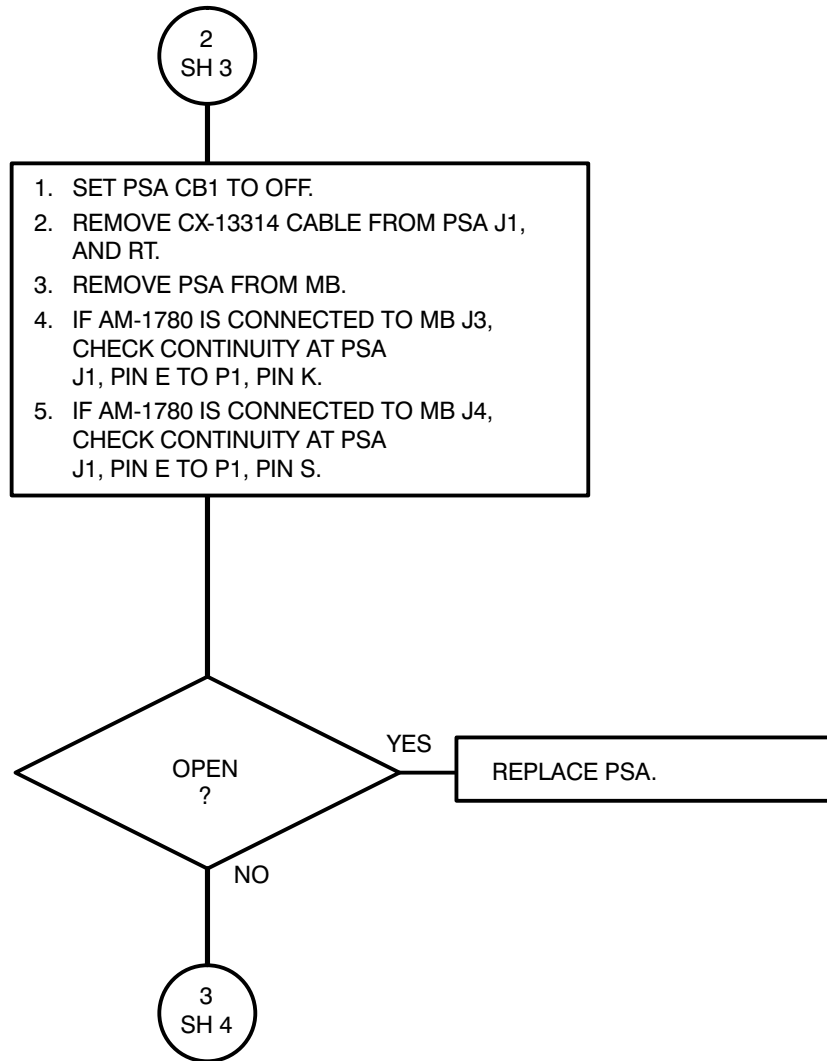 2
SH 3
1. SET PSA CB1 TO OFF.
2. REMOVE CX-13314 CABLE FROM PSA J1,
AND RT.
3. REMOVE PSA FROM MB.
4. IF AM-1780 IS CONNECTED TO MB J3,
CHECK CONTINUITY AT PSA
J1, PIN E TO P1, PIN K.
5. IF AM-1780 IS CONNECTED TO MB J4,
CHECK CONTINUITY AT PSA
J1, PIN E TO P1, PIN S.
OPEN
?
YES
REPLACE PSA.
NO
3
SH 4